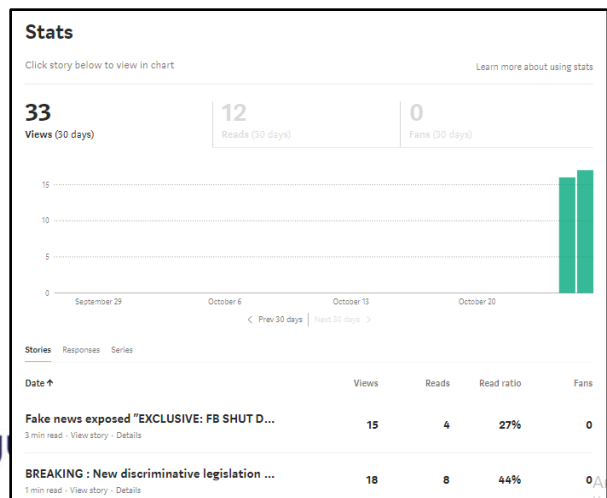 Stats
Click story below to view in chart Learn more about using stats
33 12 0
Views (30 days) Reads (30 days) Fans (30 days)
15
10
5
0
September 29 October 6 October 13 October 20
< Prev 30 days | Next 30 days >
Stories Responses Series
Date ↑ Views Reads Read ratio Fans
Fake news exposed "EXCLUSIVE: FB SHUT D... 15 4 27% 0
3 min read · View story · Details
BREAKING : New discriminative legislation ... 18 8 44% 0
1 min read · View story · Details